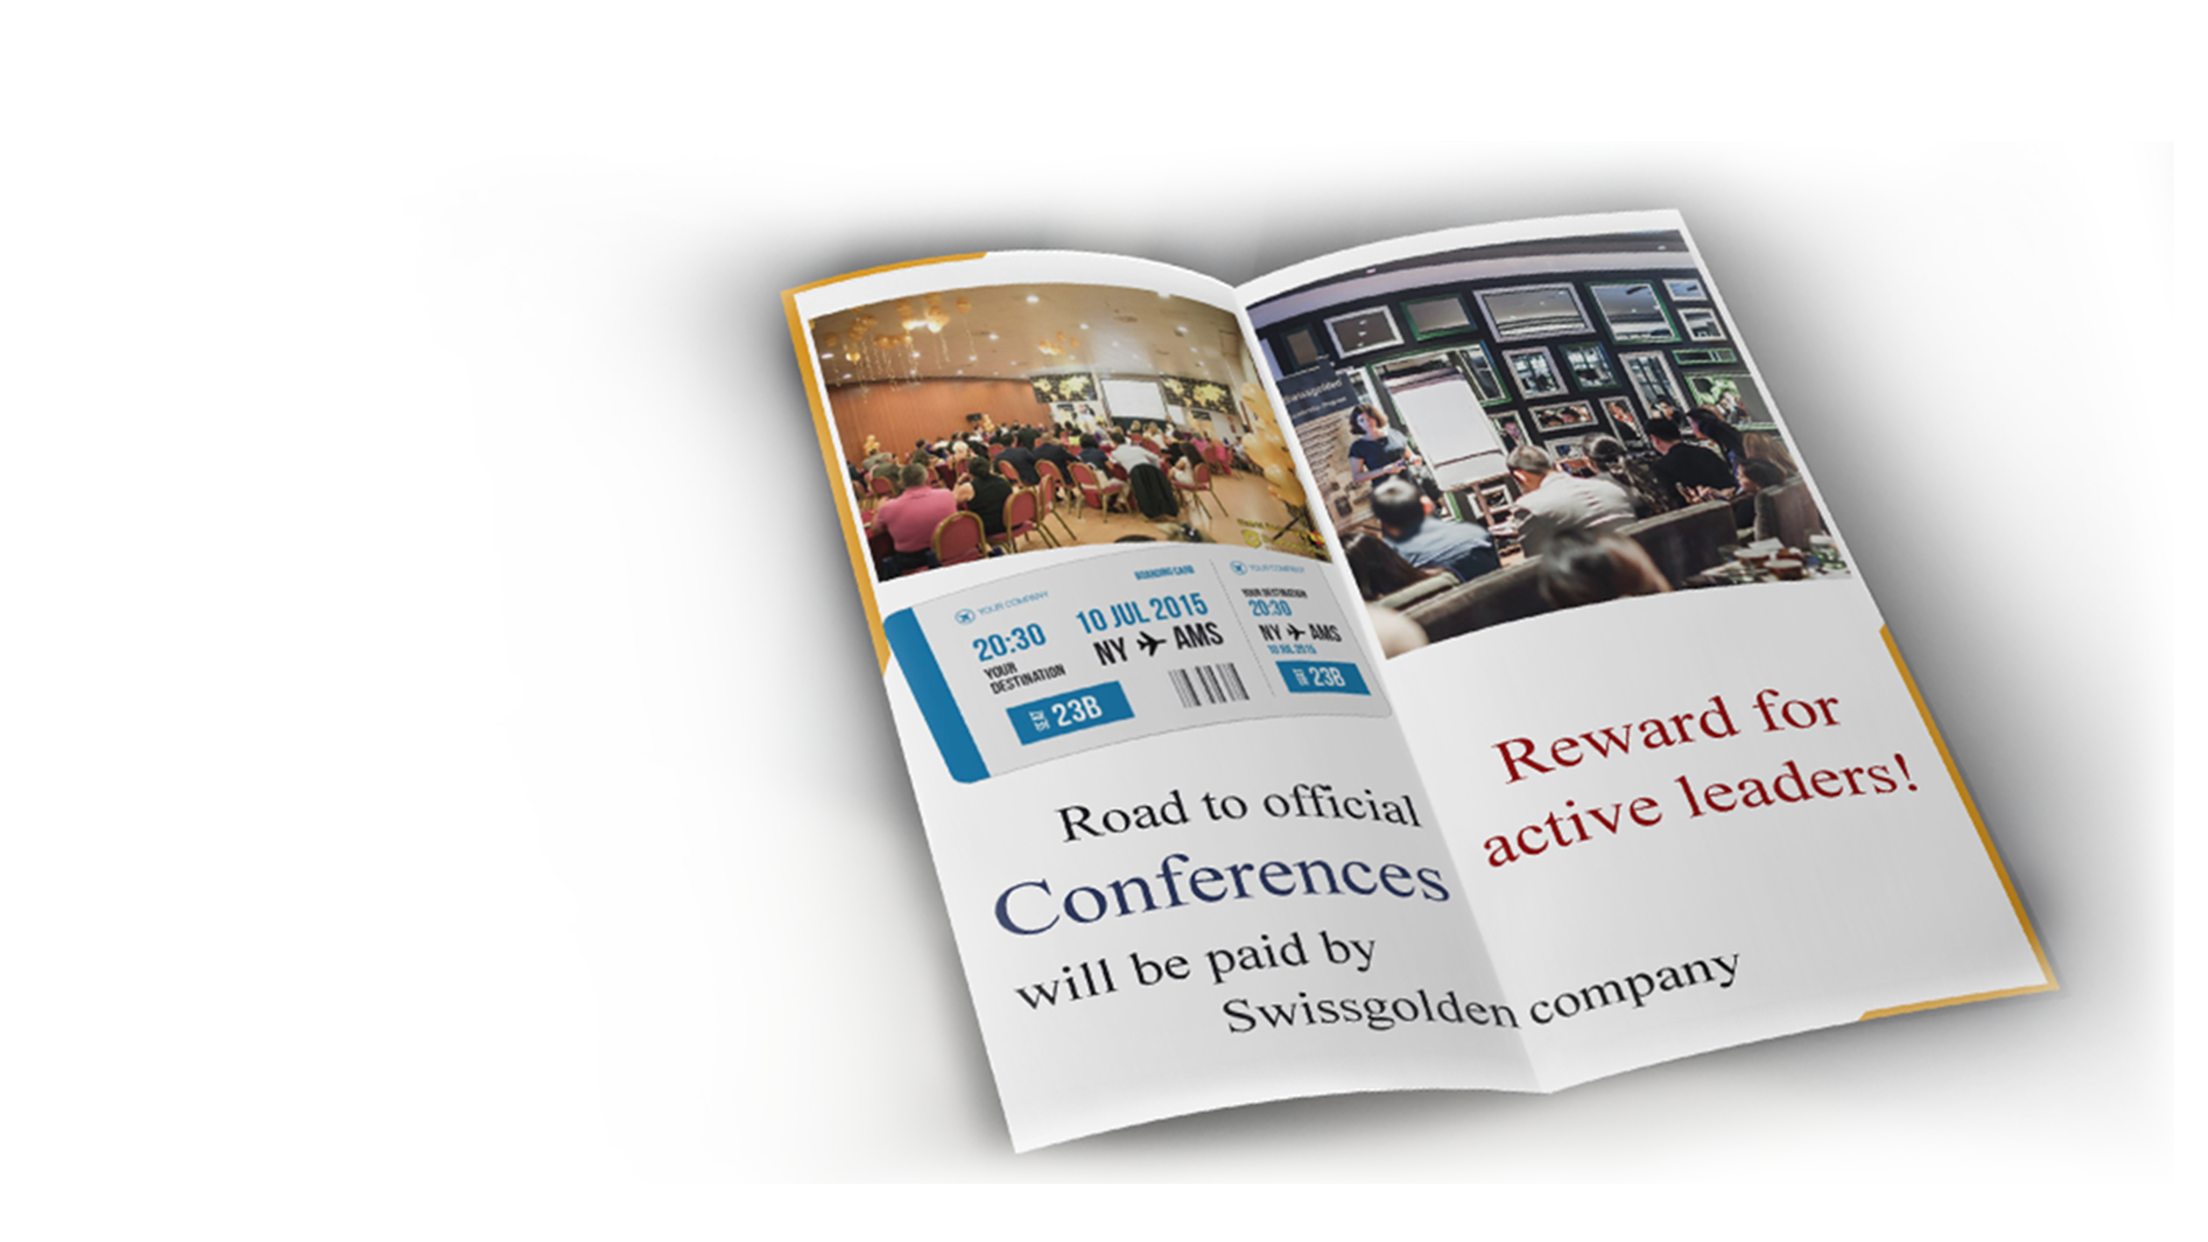 swissgolden
BOARDING CARD
YOUR COMPANY
10 JUL 2015
20:30
NY AMS
YOUR
DESTINATION
23B
YOUR COMPANY
YOUR DESTINATION
20:30
NY AMS
10 JUL 2015
23B
Road to official
Conferences
will be paid by
Swissgolden company
Reward for
active leaders!